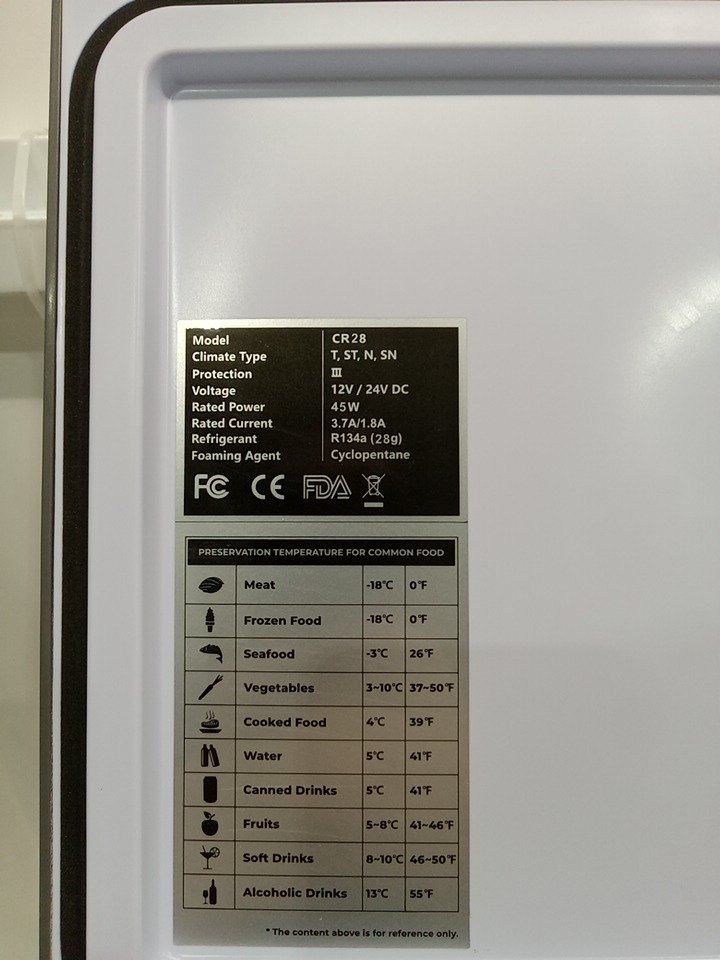 Model CR28
Climate Type T, ST, N, SN
Protection III
Voltage 12V / 24V DC
Rated Power 45W
Rated Current 3.7A/1.8A
Refrigerant R134a (28g)
Foaming Agent Cyclopentane
FC CE FDA
PRESERVATION TEMPERATURE FOR COMMON FOOD
Meat -18℃ 0℉
Frozen Food -18℃ 0℉
Seafood -3℃ 26℉
Vegetables 3~10℃ 37~50℉
Cooked Food 4℃ 39℉
Water 5℃ 41℉
Canned Drinks 5℃ 41℉
Fruits 5~8℃ 41~46℉
Soft Drinks 8~10℃ 46~50℉
Alcoholic Drinks 13℃ 55℉
* The content above is for reference only.